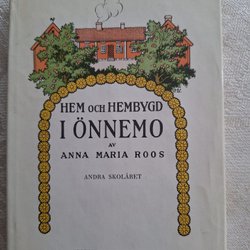 HEM OCH HEMBYGD
I ÖNNEMO
AV
ANNA MARIA ROOS
ANDRA SKOLÅRET